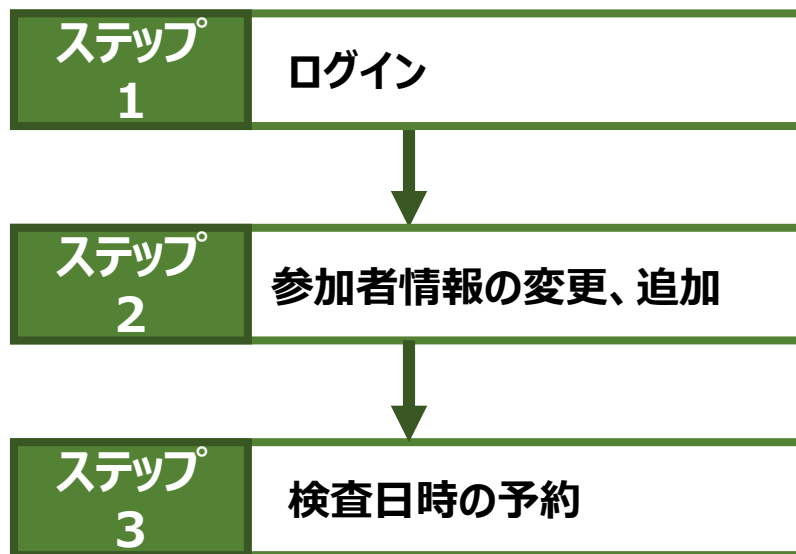 ステップ
1
ログイン
ステップ
2
参加者情報の変更、追加
ステップ
3
検査日時の予約